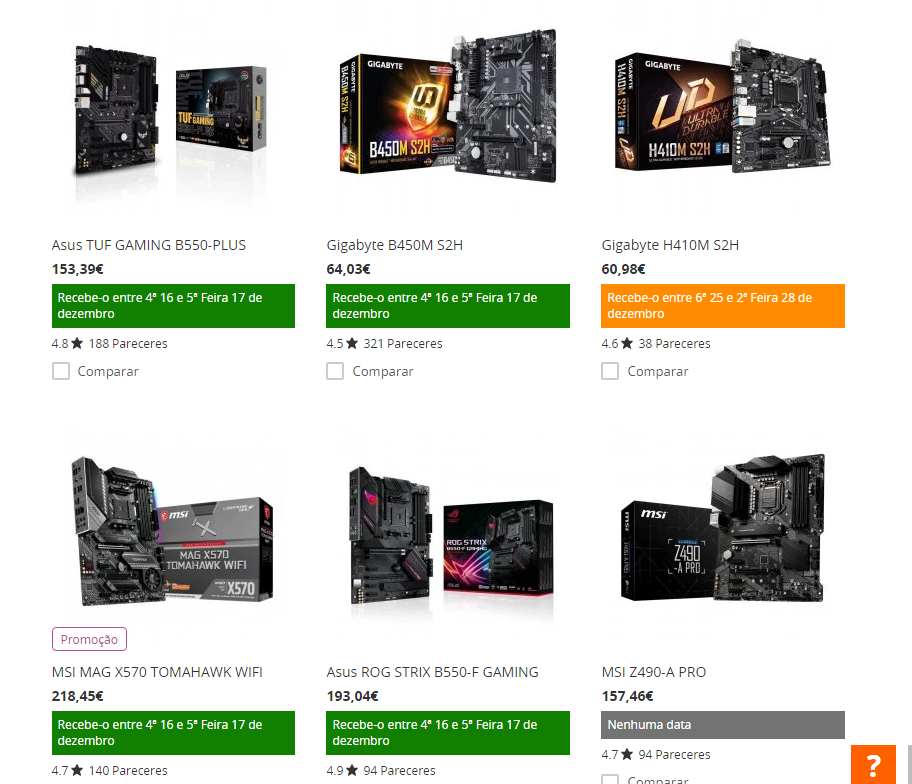 TUF GAMING
GIGABYTE
B450M S2H
B450M S2H
GIGABYTE
H410M S2H
ULTRA DURABLE
H410M S2H
Asus TUF GAMING B550-PLUS
Gigabyte B450M S2H
Gigabyte H410M S2H
153,39€
64,03€
60,98€
Recebe-o entre 4ª 16 e 5ª Feira 17 de
dezembro
Recebe-o entre 4ª 16 e 5ª Feira 17 de
dezembro
Recebe-o entre 6ª 25 e 2ª Feira 28 de
dezembro
4.8 ★ 188 Pareceres
4.5 ★ 321 Pareceres
4.6 ★ 38 Pareceres
Comparar
Comparar
Comparar
msi
MAG X570
TOMAHAWK WIFI
X570
ROG STRIX
B550-F GAMING
msi
Z490
-A PRO
Promoção
MSI MAG X570 TOMAHAWK WIFI
Asus ROG STRIX B550-F GAMING
MSI Z490-A PRO
218,45€
193,04€
157,46€
Recebe-o entre 4ª 16 e 5ª Feira 17 de
dezembro
Recebe-o entre 4ª 16 e 5ª Feira 17 de
dezembro
Nenhuma data
4.7 ★ 140 Pareceres
4.9 ★ 94 Pareceres
4.7 ★ 94 Pareceres
Comparar
?